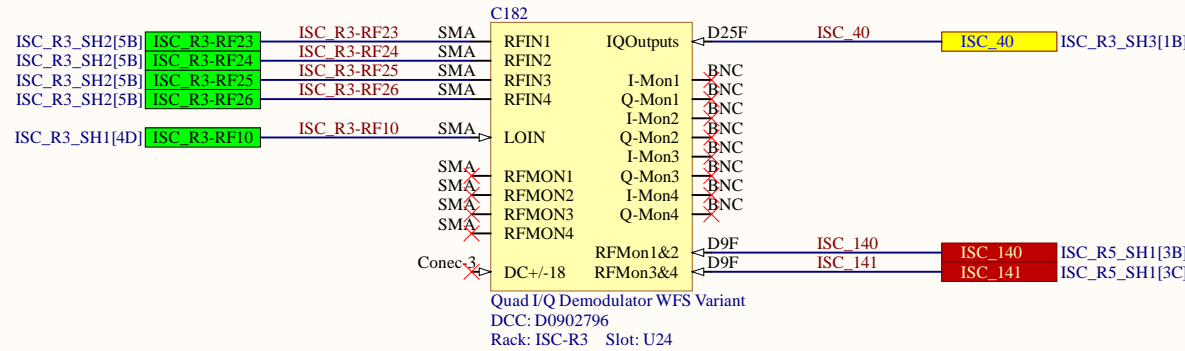 C182
ISC_R3_SH2[5B] ISC_R3-RF23 ISC_R3-RF23 SMA RFIN1 IQOutputs D25F ISC_40 ISC_40 ISC_R3_SH3[1B]
ISC_R3_SH2[5B] ISC_R3-RF24 ISC_R3-RF24 SMA RFIN2
ISC_R3_SH2[5B] ISC_R3-RF25 ISC_R3-RF25 SMA RFIN3 I-Mon1 BNC
ISC_R3_SH2[5B] ISC_R3-RF26 ISC_R3-RF26 SMA RFIN4 Q-Mon1 BNC
I-Mon2 BNC
ISC_R3_SH1[4D] ISC_R3-RF10 ISC_R3-RF10 SMA LOIN Q-Mon2 BNC
I-Mon3 BNC
SMA RFMON1 Q-Mon3 BNC
SMA RFMON2 I-Mon4 BNC
SMA RFMON3 Q-Mon4 BNC
SMA RFMON4
RFMon1&2 D9F ISC_140 ISC_140 ISC_R5_SH1[3B]
Conec-3 DC+/-18 RFMon3&4 D9F ISC_141 ISC_141 ISC_R5_SH1[3C]
Quad I/Q Demodulator WFS Variant
DCC: D0902796
Rack: ISC-R3 Slot: U24